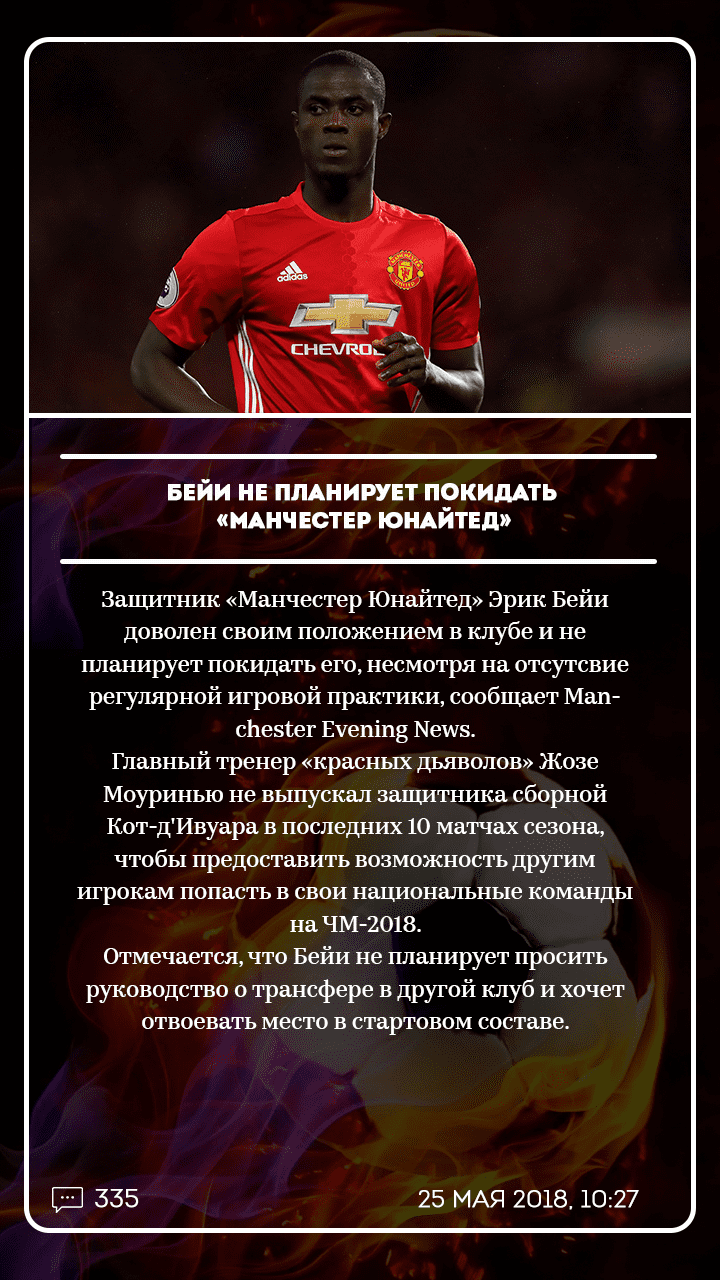 adidas
CHEVROL
MANCHESTER
UNITED
БЕЙИ НЕ ПЛАНИРУЕТ ПОКИДАТЬ
«МАНЧЕСТЕР ЮНАЙТЕД»
Защитник «Манчестер Юнайтед» Эрик Бейи
доволен своим положением в клубе и не
планирует покидать его, несмотря на отсутсвие
регулярной игровой практики, сообщает Man-
chester Evening News.
Главный тренер «красных дьяволов» Жозе
Моуринью не выпускал защитника сборной
Кот-д'Ивуара в последних 10 матчах сезона,
чтобы предоставить возможность другим
игрокам попасть в свои национальные команды
на ЧМ-2018.
Отмечается, что Бейи не планирует просить
руководство о трансфере в другой клуб и хочет
отвоевать место в стартовом составе.
335
25 МАЯ 2018, 10:27